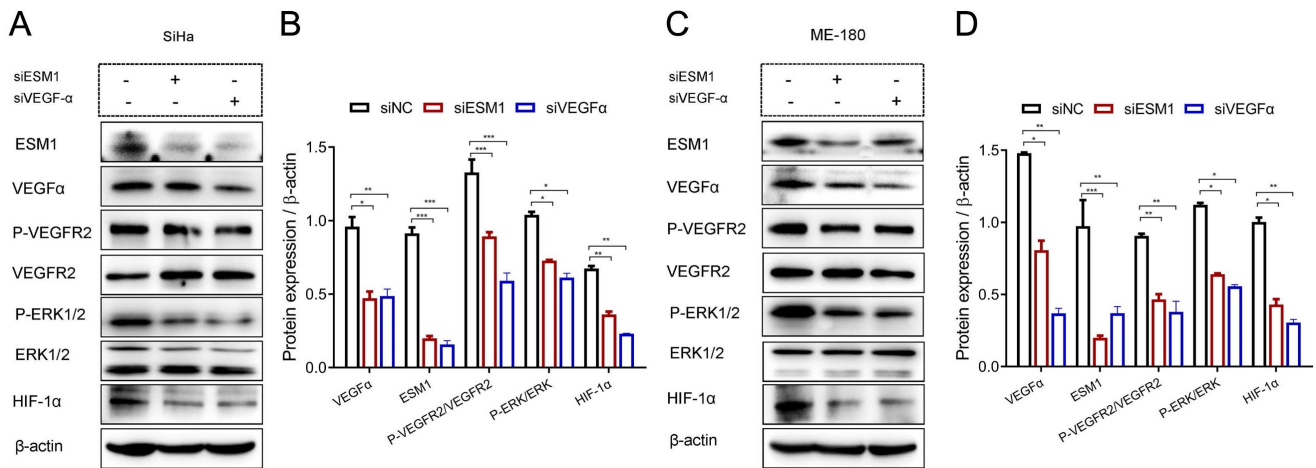 A
SiHa
siESM1 - + -
siVEGF-α - - +
ESM1
VEGFα
P-VEGFR2
VEGFR2
P-ERK1/2
ERK1/2
HIF-1α
β-actin
B
siNC siESM1 siVEGFα
Protein expression / β-actin
1.5
1.0
0.5
0.0
** * *** *** *** *** * * ** **
VEGFα
ESM1
P-VEGFR2/VEGFR2
P-ERK/ERK
HIF-1α
C
ME-180
siESM1 - + -
siVEGF-α - - +
ESM1
VEGFα
P-VEGFR2
VEGFR2
P-ERK1/2
ERK1/2
HIF-1α
β-actin
D
siNC siESM1 siVEGFα
Protein expression / β-actin
1.5
1.0
0.5
0.0
** * ** *** ** ** * * ** *
VEGFα
ESM1
P-VEGFR2/VEGFR2
P-ERK/ERK
HIF-1α